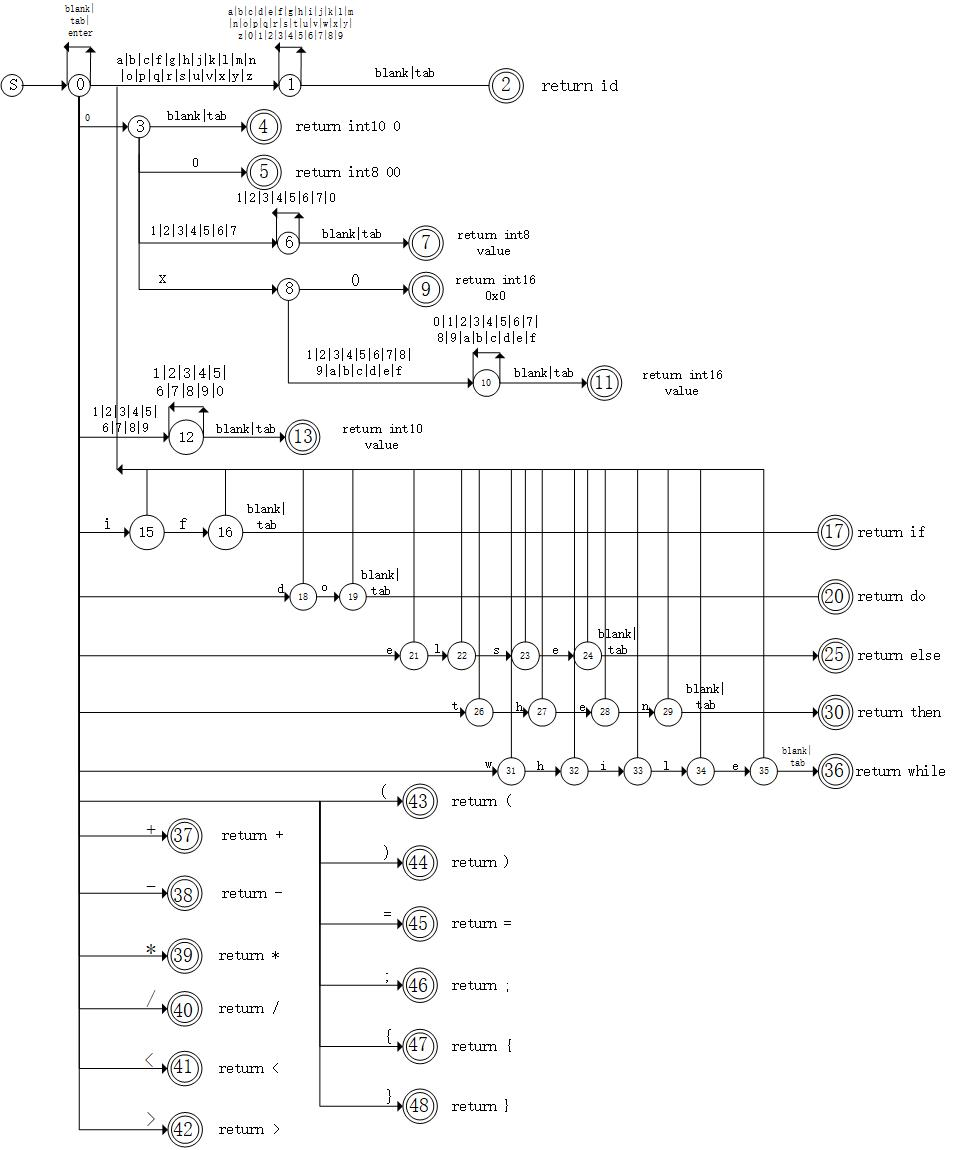 blank|
tab|
enter
a|b|c|d|e|f|g|h|i|j|k|l|m
|n|o|p|q|r|s|t|u|v|w|x|y|
z|0|1|2|3|4|5|6|7|8|9
a|b|c|f|g|h|j|k|l|m|n
|o|p|q|r|s|u|v|x|y|z
S
0
1
blank|tab
2
return id
0
3
blank|tab
4
return int10 0
0
5
return int8 00
1|2|3|4|5|6|7|0
1|2|3|4|5|6|7
6
blank|tab
7
return int8
value
x
8
0
9
return int16
0x0
0|1|2|3|4|5|6|7|
8|9|a|b|c|d|e|f
1|2|3|4|5|6|7|8|
9|a|b|c|d|e|f
10
blank|tab
11
return int16
value
1|2|3|4|5|
6|7|8|9|0
1|2|3|4|5|
6|7|8|9
12
blank|tab
13
return int10
value
i
15
f
16
blank|
tab
17
return if
d
18
o
19
blank|
tab
20
return do
e
21
l
22
s
23
e
24
blank|
tab
25
return else
t
26
h
27
e
28
n
29
blank|
tab
30
return then
w
31
h
32
i
33
l
34
e
35
blank|
tab
36
return while
(
43
return (
+
37
return +
)
44
return )
-
38
return -
=
45
return =
*
39
return *
;
46
return ;
/
40
return /
{
47
return {
<
41
return <
}
48
return }
>
42
return >